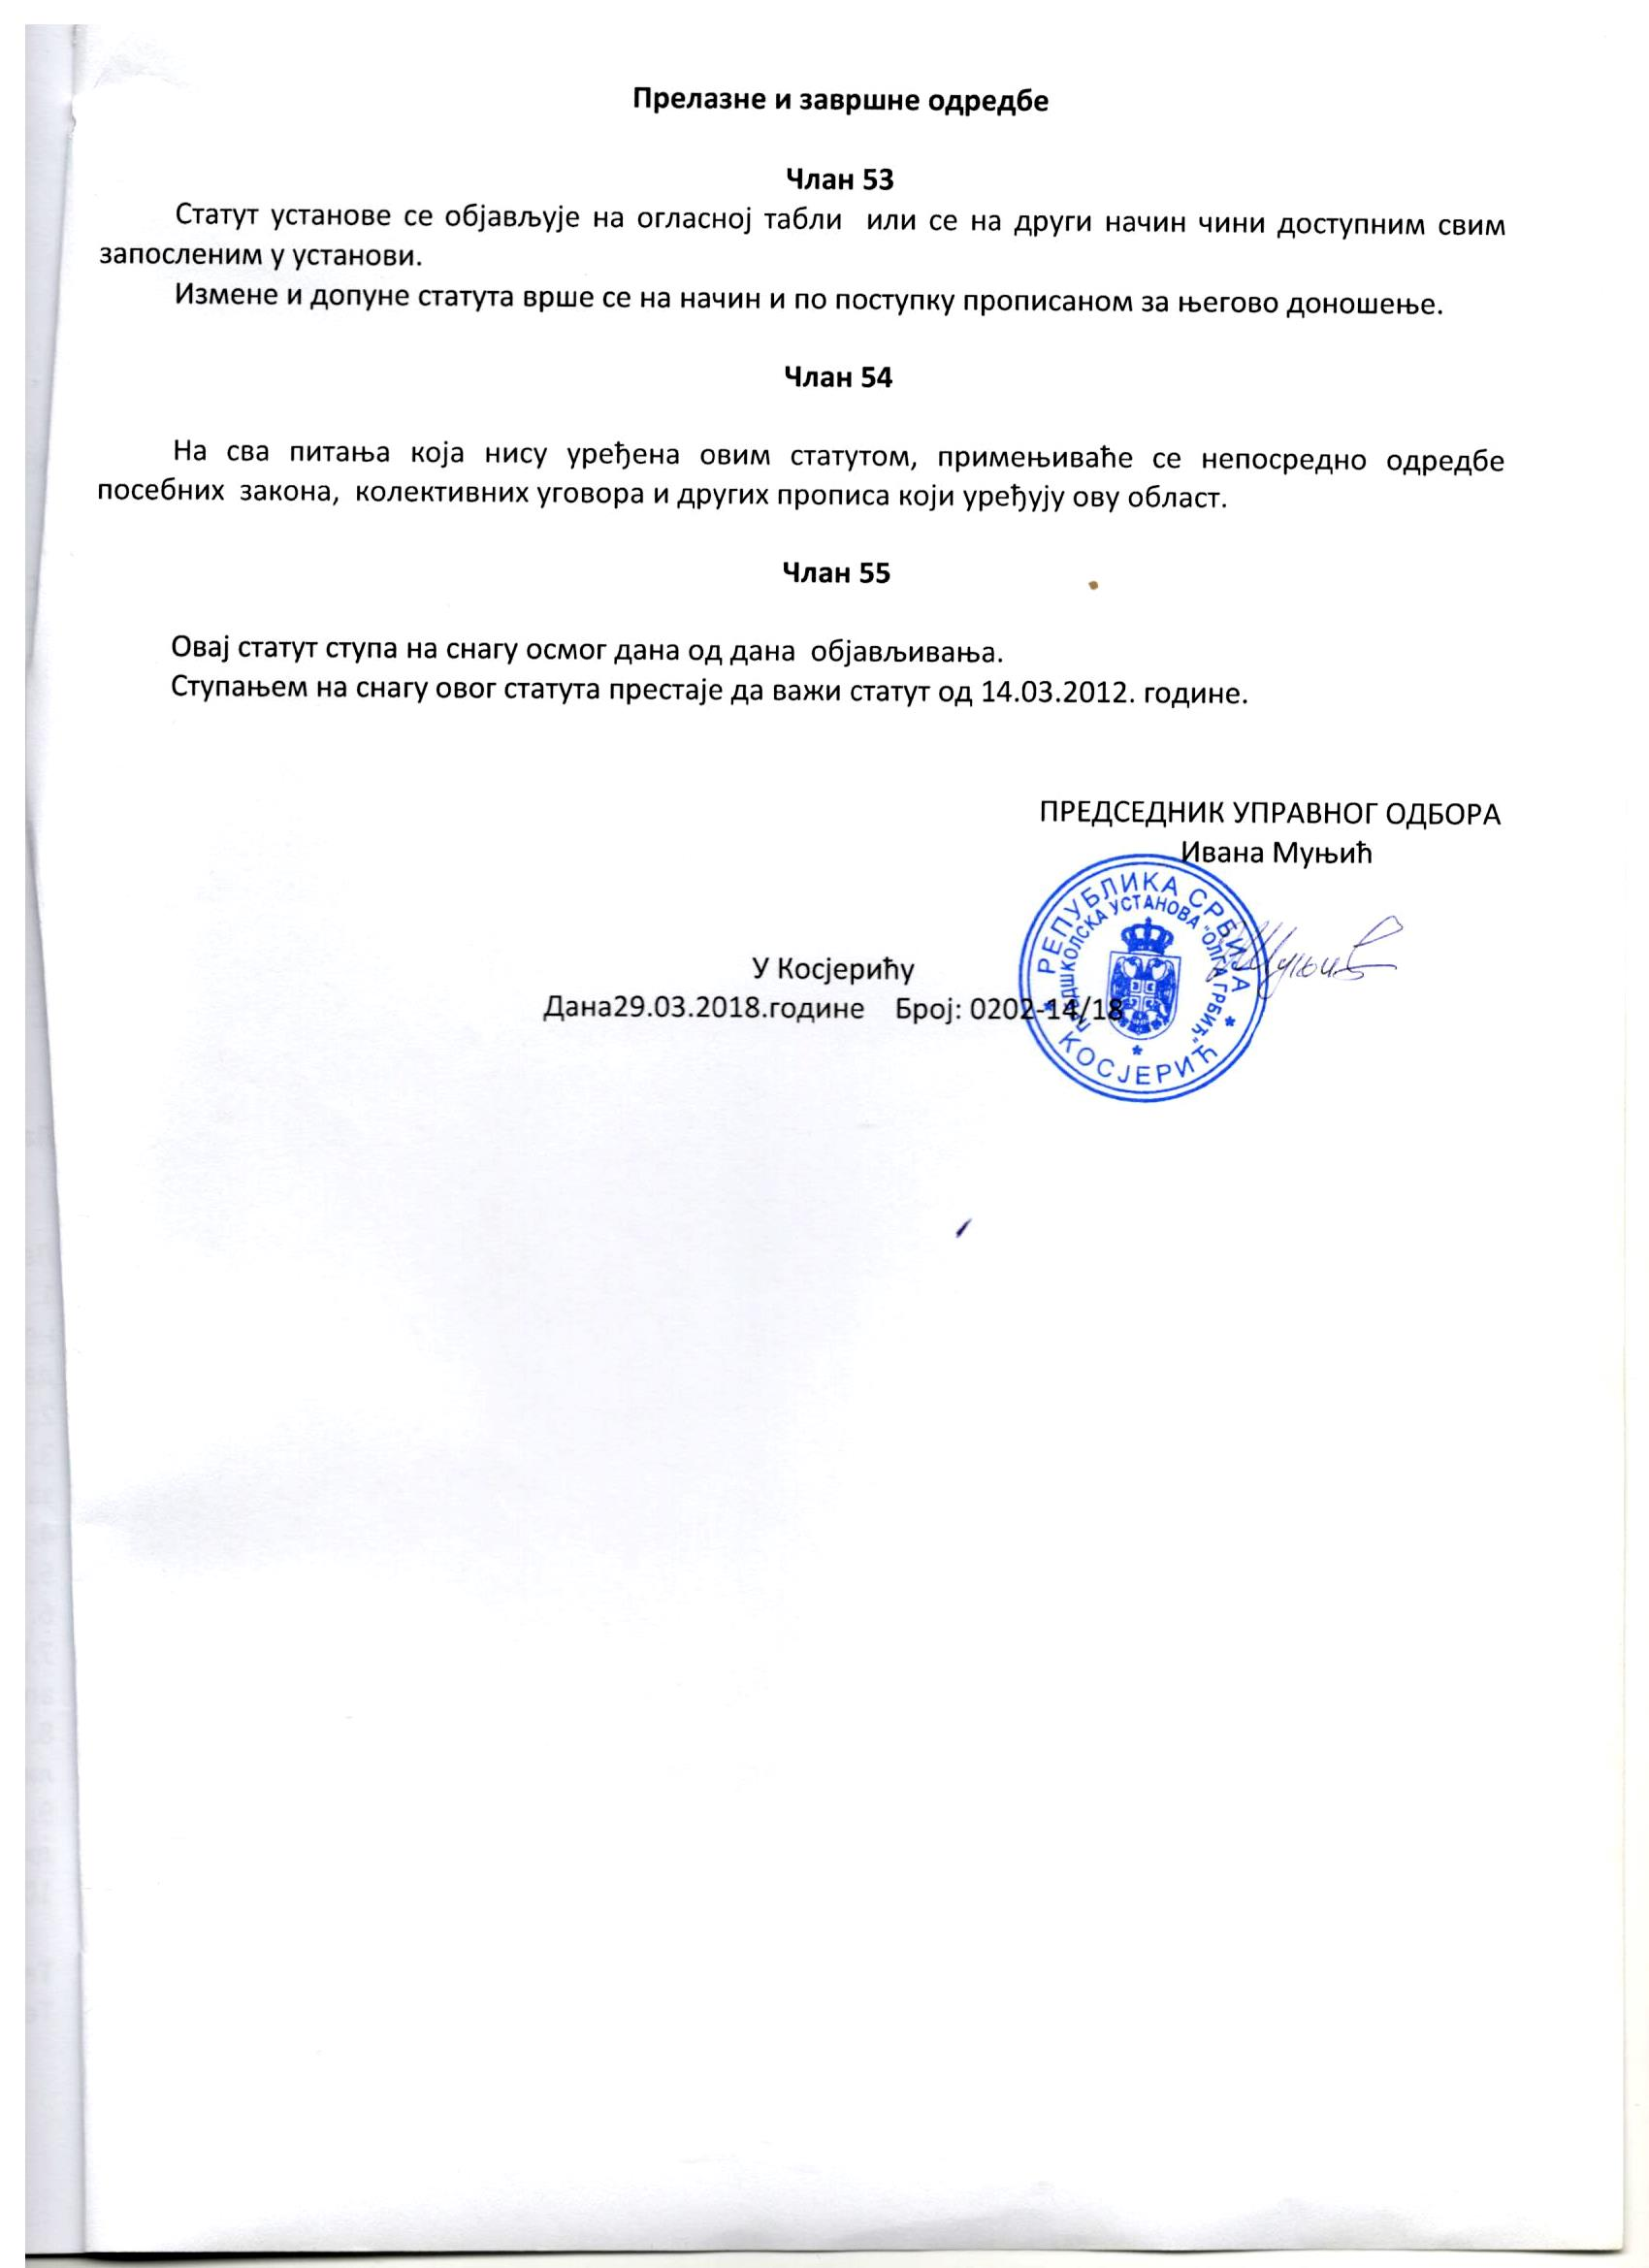 Прелазне и завршне одредбе
Члан 53
Статут установе се објављује на огласној табли или се на други начин чини доступним свим
запосленим у установи.
Измене и допуне статута врше се на начин и по поступку прописаном за његово доношење.
Члан 54
На сва питања која нису уређена овим статутом, примењиваће се непосредно одредбе
посебних закона, колективних уговора и других прописа који уређују ову област.
Члан 55
Овај статут ступа на снагу осмог дана од дана објављивања.
Ступањем на снагу овог статута престаје да важи статут од 14.03.2012. године.
ПРЕДСЕДНИК УПРАВНОГ ОДБОРА
Ивана Муњић
РЕПУБЛИКА СРБИЈА
ПРЕДШКОЛСКА УСТАНОВА "ОЛГА ГРБИЋ"
КОСЈЕРИЋ
Муњић
У Косјерићу
Дана29.03.2018.године Број: 0202-14/18